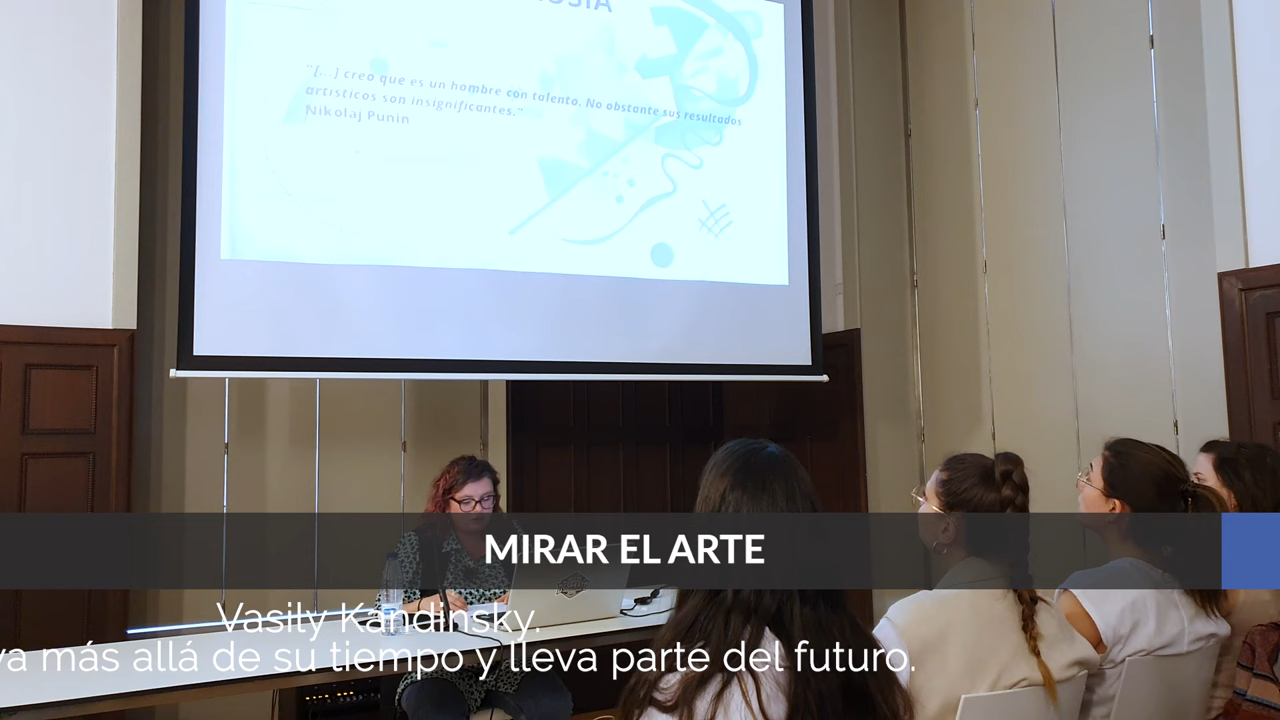 "[...] creo que es un hombre con talento. No obstante sus resultados
artísticos son insignificantes."
Nikolaj Punin
MIRAR EL ARTE
Vasily Kandinsky.
va más allá de su tiempo y lleva parte del futuro.